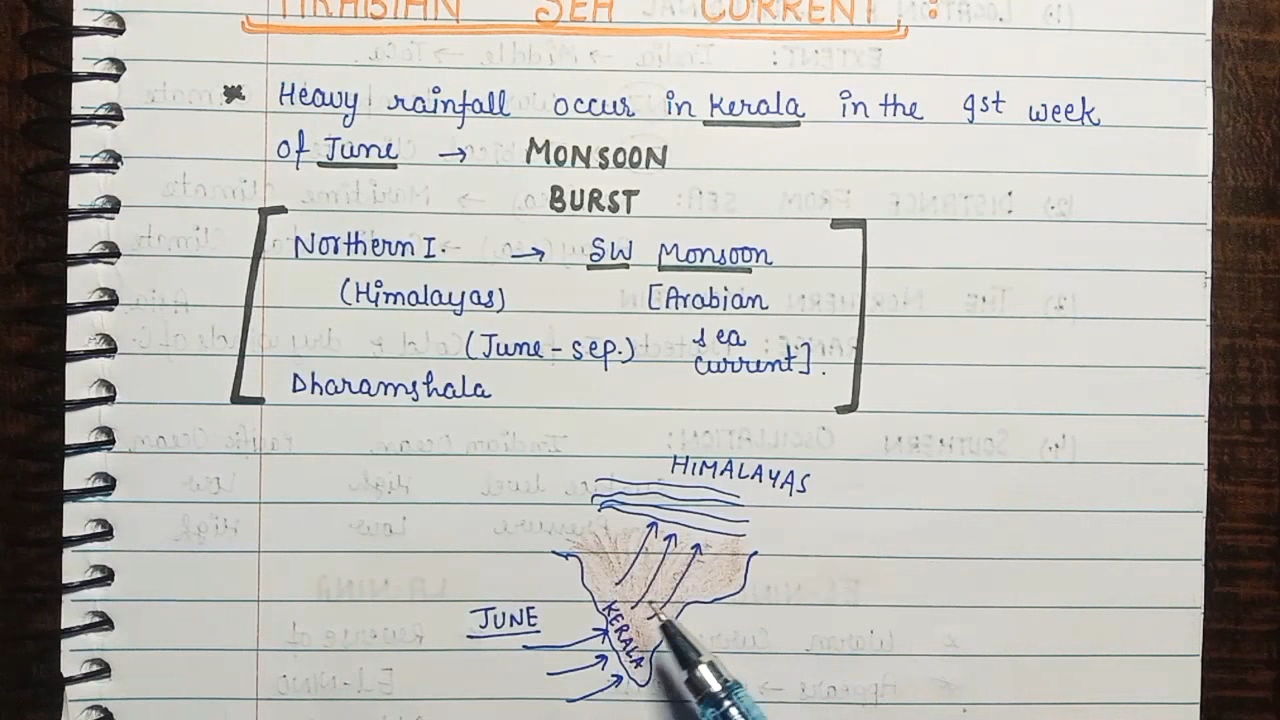 ARABIAN SEA CURRENT :
* Heavy rainfall occur in Kerala in the 1st week
of June → MONSOON
BURST
Northern I. → SW Monsoon
(Himalayas) [Arabian
(June - Sep.) sea
current].
Dharamshala
HIMALAYAS
JUNE
KERALA